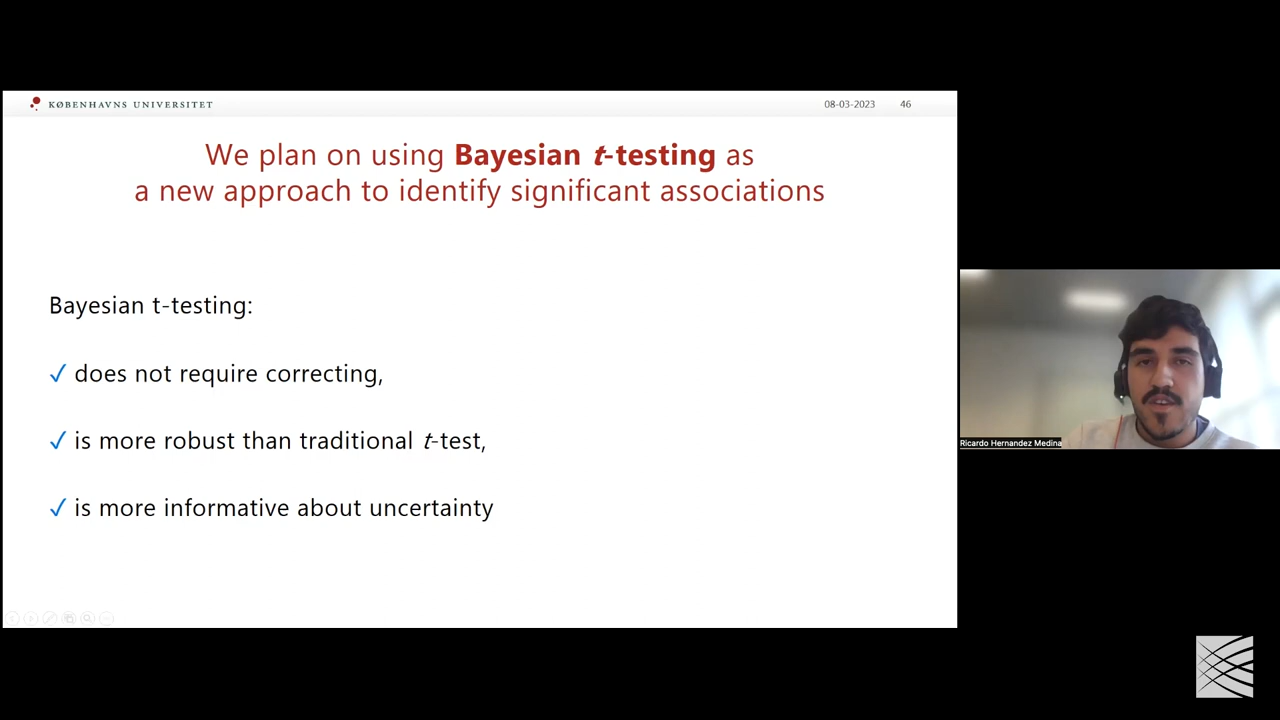 KØBENHAVNS UNIVERSITET
08-03-2023 46
We plan on using Bayesian t-testing as
a new approach to identify significant associations
Bayesian t-testing:
✓ does not require correcting,
✓ is more robust than traditional t-test,
✓ is more informative about uncertainty
Ricardo Hernandez Medina